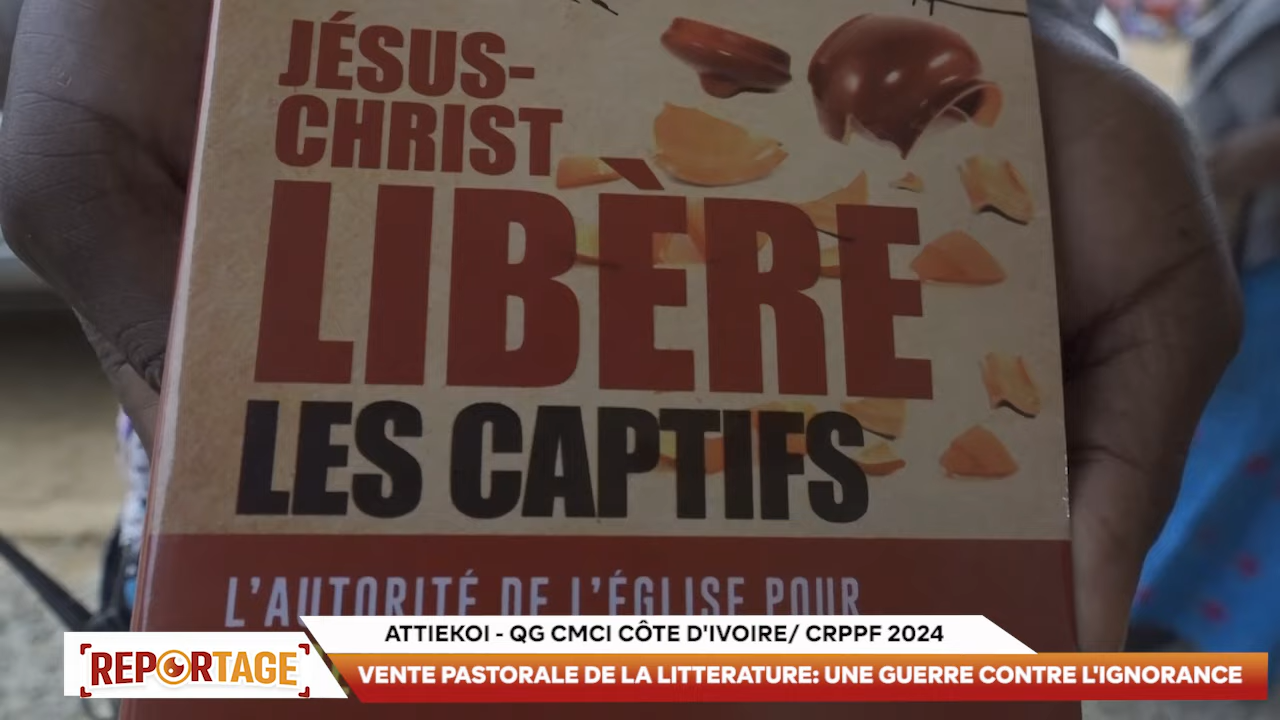 JÉSUS-
CHRIST
LIBÈRE
LES CAPTIFS
L'AUTORITÉ DE L'ÉGLISE POUR
ATTIEKOI - QG CMCI CÔTE D'IVOIRE/ CRPPF 2024
REPORTAGE
VENTE PASTORALE DE LA LITTERATURE: UNE GUERRE CONTRE L'IGNORANCE